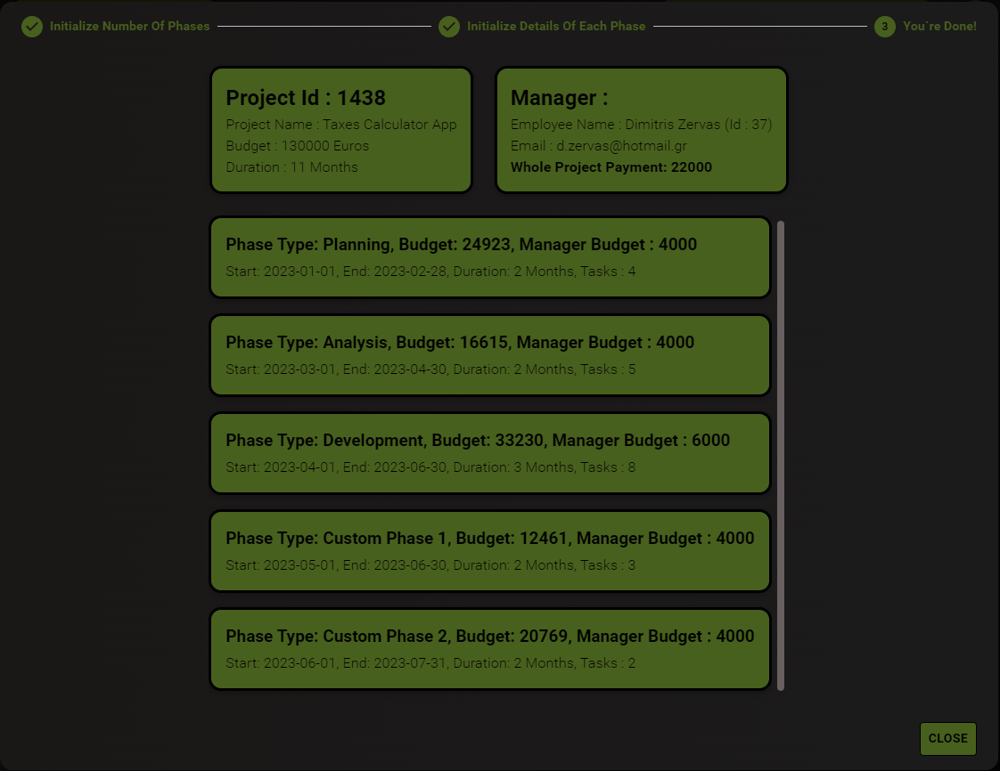 Initialize Number Of Phases
Initialize Details Of Each Phase
3 You`re Done!
Project Id : 1438
Project Name : Taxes Calculator App
Budget : 130000 Euros
Duration : 11 Months
Manager :
Employee Name : Dimitris Zervas (Id : 37)
Email : d.zervas@hotmail.gr
Whole Project Payment: 22000
Phase Type: Planning, Budget: 24923, Manager Budget : 4000
Start: 2023-01-01, End: 2023-02-28, Duration: 2 Months, Tasks : 4
Phase Type: Analysis, Budget: 16615, Manager Budget : 4000
Start: 2023-03-01, End: 2023-04-30, Duration: 2 Months, Tasks : 5
Phase Type: Development, Budget: 33230, Manager Budget : 6000
Start: 2023-04-01, End: 2023-06-30, Duration: 3 Months, Tasks : 8
Phase Type: Custom Phase 1, Budget: 12461, Manager Budget : 4000
Start: 2023-05-01, End: 2023-06-30, Duration: 2 Months, Tasks : 3
Phase Type: Custom Phase 2, Budget: 20769, Manager Budget : 4000
Start: 2023-06-01, End: 2023-07-31, Duration: 2 Months, Tasks : 2
CLOSE